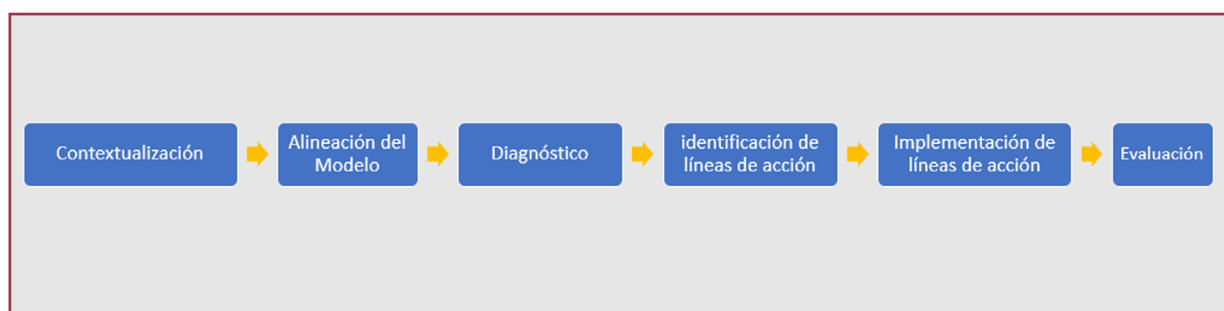 Contextualización
Alineación del
Modelo
Diagnóstico
identificación de
líneas de acción
Implementación de
líneas de acción
Evaluación